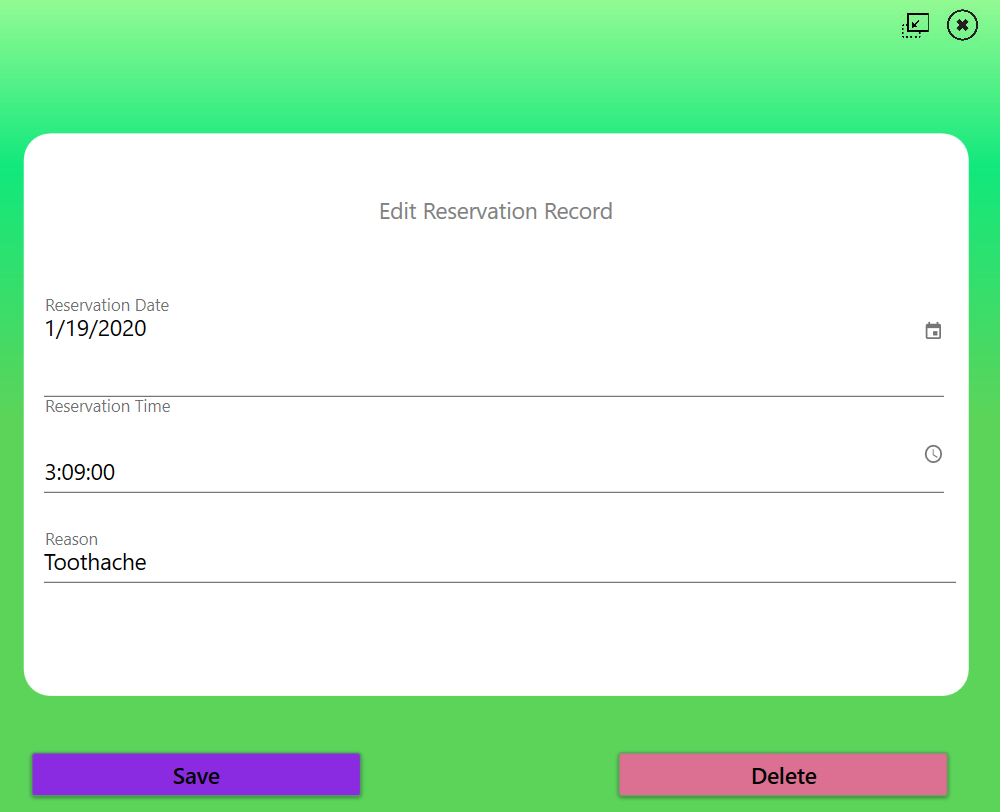 Edit Reservation Record
Reservation Date
1/19/2020
Reservation Time
3:09:00
Reason
Toothache
Save
Delete